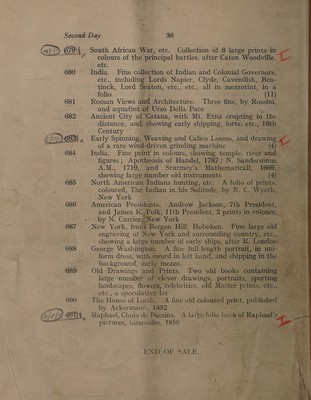 Second Day 36
679 South African War, etc. Collection of 8 large prints in
colours of the principal battles, after Caton Woodville,
etc.
680 India. Fine collection of Indian and Colonial Governors,
etc., including Lords Napier, Clyde, Cavendish, Ben-
tinck, Lord Seaton, etc., etc., all in mezzotint, in a
folio (11)
681 Roman Views and Architecture. Three fine, by Rossini,
and aquatint of Urso Della Pace
682 Ancient City of Catana, with Mt. Etna erupting in the
distance, and showing early shipping, forts, etc., 16th
Century
683 Early Spinning, Weaving and Calico Looms, and drawing
of a rare wind-driven grinding machine (4)
684 India. Fine print in colours, showing temple, river and
figures; Apotheosis of Handel, 1787; N. Sandersonus
A.M., 1719, and Sturmey's Mathematicall, 1669,
showing large number old instruments (4)
685 North American Indians hunting, etc. A folio of prints,
coloured, The Indian in his Solitude, by N. C. Wyeth,
New York
686 American Presidents. Andrew Jackson, 7th President,
and James K. Polk, 11th President, 2 prints in colours,
by N. Currier, New York
687 New York, from Bergen Hill, Hoboken. Fine large old
engraving of New York and surrounding country, etc.,
showing a large number of early ships, after R. London
688 George Washington. A fine full-length portrait, in uni-
form dress, with sword in left hand, and shipping in the
background, early mezzo.
689 Old Drawings and Prints. Two old books containing
large number of clever drawings, portraits, sporting
landscapes, flowers, celebrities, old Master prints, etc.,
etc., a speculative lot
690 The House of Lords. A fine old coloured print, published
by Ackermann, 1852
691 Raphael, Choix de Dessins. A large folio book of Raphael's
pictures, facsimiles, 1850
END OF SALE.